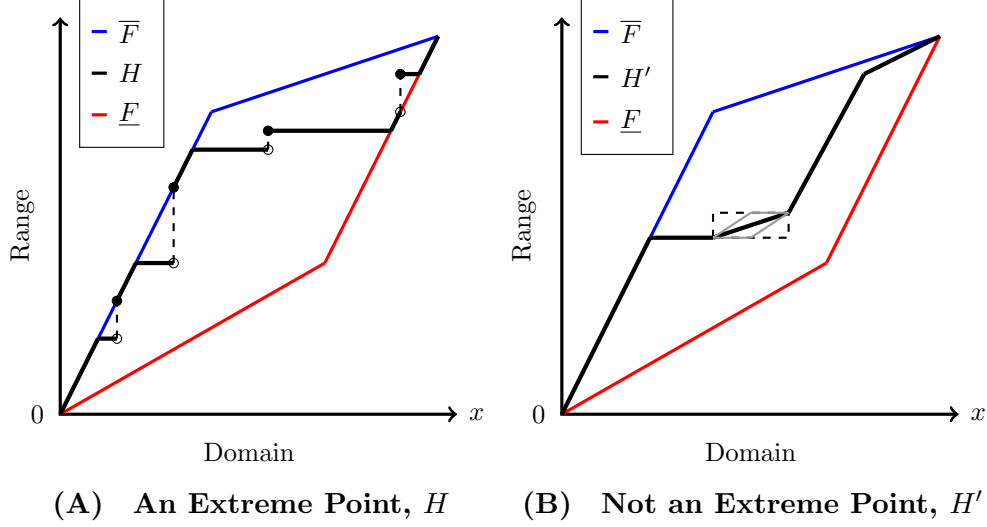 F̅
H
F̲
Range
0
x
Domain
(A) An Extreme Point, H
F̅
H′
F̲
Range
0
x
Domain
(B) Not an Extreme Point, H′